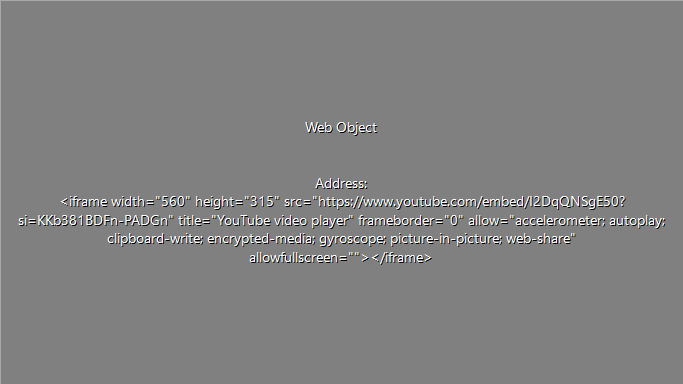 Web Object
Address:
<iframe width="560" height="315" src="https://www.youtube.com/embed/I2DqQNSgE50?
si=KKb381BDFn-PADGn" title="YouTube video player" frameborder="0" allow="accelerometer; autoplay;
clipboard-write; encrypted-media; gyroscope; picture-in-picture; web-share"
allowfullscreen=""></iframe>